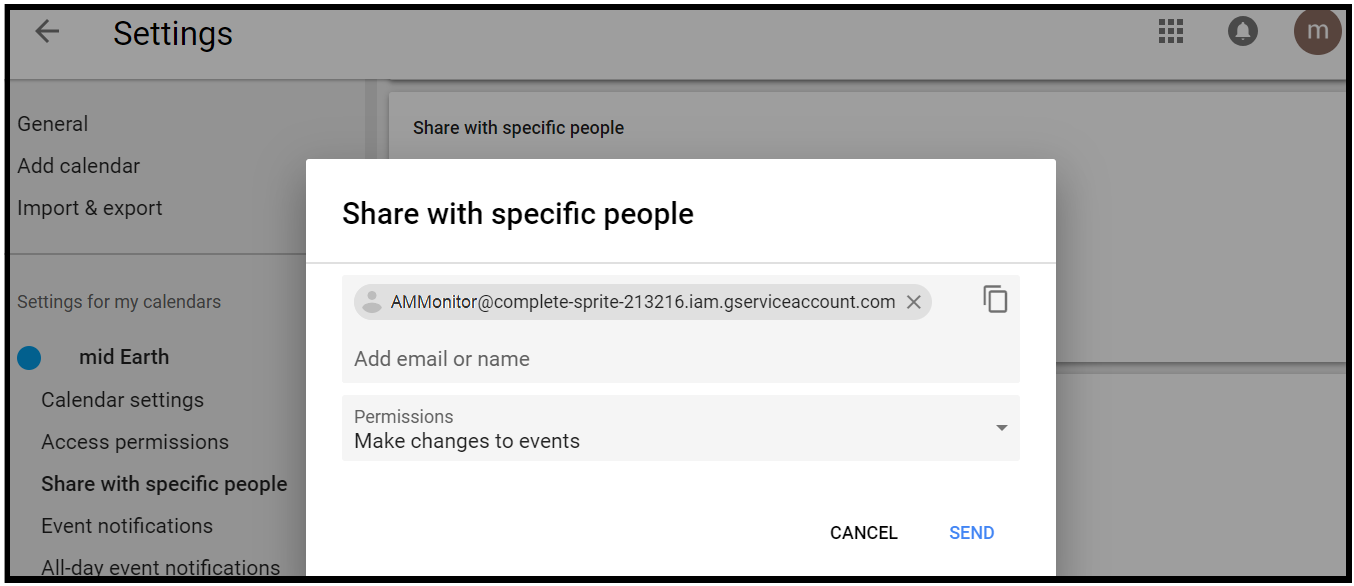 Settings
m
General
Add calendar
Import & export
Settings for my calendars
mid Earth
Calendar settings
Access permissions
Share with specific people
Event notifications
All-day event notifications
Share with specific people
Share with specific people
AMMonitor@complete-sprite-213216.iam.gserviceaccount.com
Add email or name
Permissions
Make changes to events
CANCEL SEND